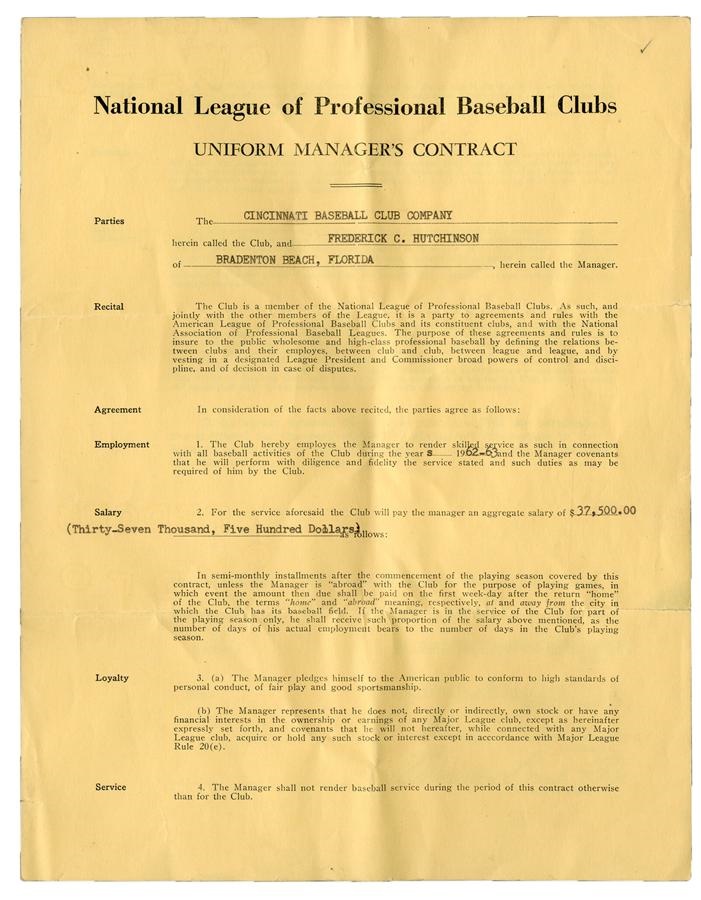 National League of Professional Baseball Clubs
UNIFORM MANAGER'S CONTRACT
Parties The CINCINNATI BASEBALL CLUB COMPANY
herein called the Club, and FREDERICK C. HUTCHINSON
of BRADENTON BEACH, FLORIDA, herein called the Manager.
Recital The Club is a member of the National League of Professional Baseball Clubs. As such, and
jointly with the other members of the League, it is a party to agreements and rules with the
American League of Professional Baseball Clubs and its constituent clubs, and with the National
Association of Professional Baseball Leagues. The purpose of these agreements and rules is to
insure to the public wholesome and high-class professional baseball by defining the relations be-
tween clubs and their employes, between club and club, between league and league, and by
vesting in a designated League President and Commissioner broad powers of control and disci-
pline, and of decision in case of disputes.
Agreement In consideration of the facts above recited, the parties agree as follows:
Employment 1. The Club hereby employes the Manager to render skilled service as such in connection
with all baseball activities of the Club during the year s 1962-63 and the Manager covenants
that he will perform with diligence and fidelity the service stated and such duties as may be
required of him by the Club.
Salary 2. For the service aforesaid the Club will pay the manager an aggregate salary of $37,500.00
(Thirty-Seven Thousand, Five Hundred Dollars) as follows:
In semi-monthly installments after the commencement of the playing season covered by this
contract, unless the Manager is "abroad" with the Club for the purpose of playing games, in
which event the amount then due shall be paid on the first week-day after the return "home"
of the Club, the terms "home" and "abroad" meaning, respectively, at and away from the city in
which the Club has its baseball field. If the Manager is in the service of the Club for part of
the playing season only, he shall receive such proportion of the salary above mentioned, as the
number of days of his actual employment bears to the number of days in the Club's playing
season.
Loyalty 3. (a) The Manager pledges himself to the American public to conform to high standards of
personal conduct, of fair play and good sportsmanship.
(b) The Manager represents that he does not, directly or indirectly, own stock or have any
financial interests in the ownership or earnings of any Major League club, except as hereinafter
expressly set forth, and covenants that he will not hereafter, while connected with any Major
League club, acquire or hold any such stock or interest except in acccordance with Major League
Rule 20(e).
Service 4. The Manager shall not render baseball service during the period of this contract otherwise
than for the Club.